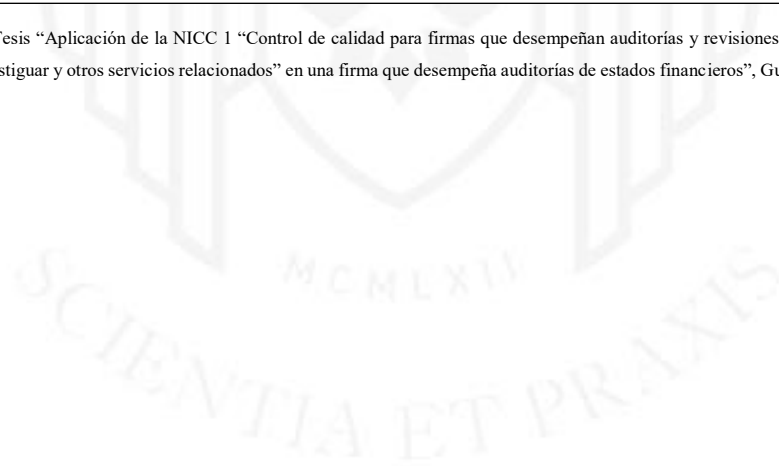 esis “Aplicación de la NICC 1 “Control de calidad para firmas que desempeñan auditorías y revisiones
stiguar y otros servicios relacionados” en una firma que desempeña auditorías de estados financieros”, Gu
MCMLXII
SCIENTIA ET PRAXIS